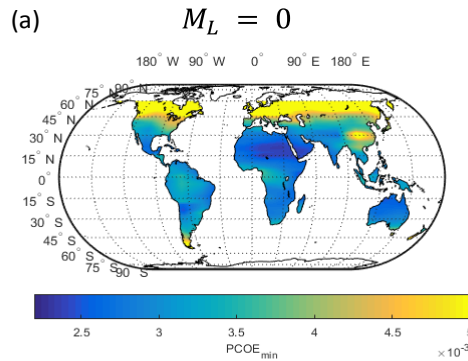 (a)
M_L = 0
180° W 90° W 0° 90° E 180° E
90° N
75° N
60° N
45° N
30° N
15° N
0°
15° S
30° S
45° S
60° S
75° S
90° S
2.5 3 3.5 4 4.5
PCOE_min
×10^-3